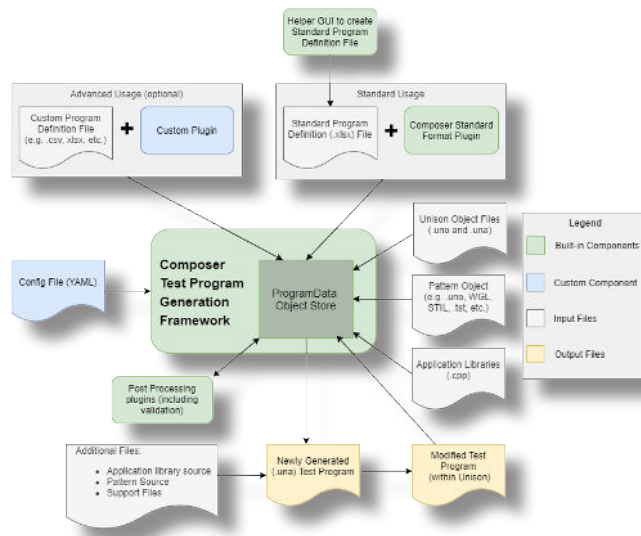 Helper GUI to create
Standard Program
Definition File
Advanced Usage (optional)
Custom Program
Definition File
(e.g. .csv, xlsx, etc.)
+
Custom Plugin
Standard Usage
Standard Program
Definition (.xlsx) File
+
Composer Standard
Format Plugin
Unison Object Files
(.uno and .una)
Legend
Built-in Components
Custom Component
Input Files
Output Files
Config File (YAML)
Composer
Test Program
Generation
Framework
ProgramData
Object Store
Pattern Object
(e.g. .uno, WGL,
STIL, .tst, etc.)
Application Libraries
(.cpp)
Post Processing
plugins (including
validation)
Additional Files:
• Application library source
• Pattern Source
• Support Files
Newly Generated
(.una) Test Program
Modified Test
Program
(within Unison)